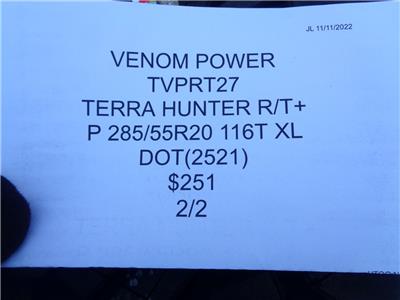 JL 11/11/2022
VENOM POWER
TVPRT27
TERRA HUNTER R/T+
P 285/55R20 116T XL
DOT(2521)
$251
2/2